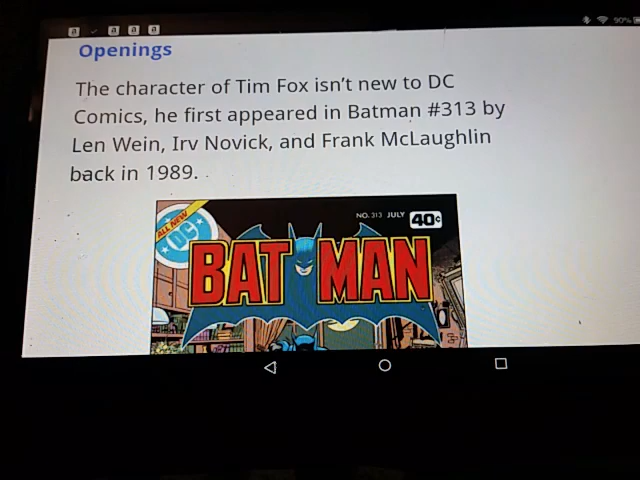 90%
Openings
The character of Tim Fox isn't new to DC
Comics, he first appeared in Batman #313 by
Len Wein, Irv Novick, and Frank McLaughlin
back in 1989.
NO. 313 JULY 40¢
ALL NEW
DC
BATMAN